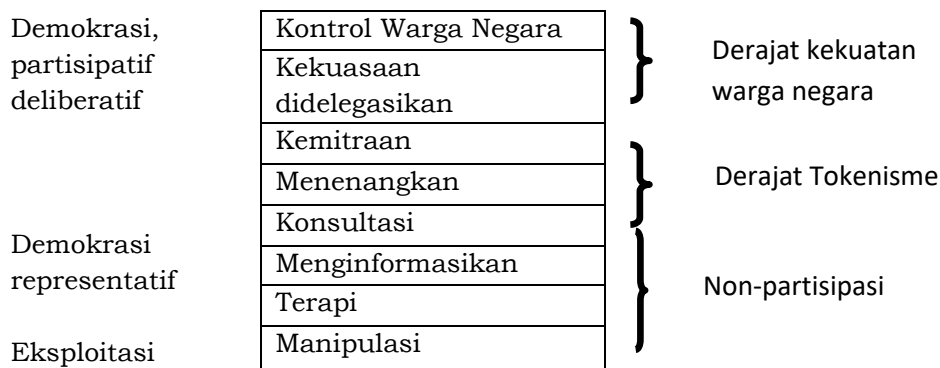 Demokrasi,
partisipatif
deliberatif
Demokrasi
representatif
Eksploitasi
Kontrol Warga Negara
Kekuasaan
didelegasikan
Kemitraan
Menenangkan
Konsultasi
Menginformasikan
Terapi
Manipulasi
Derajat kekuatan
warga negara
Derajat Tokenisme
Non-partisipasi